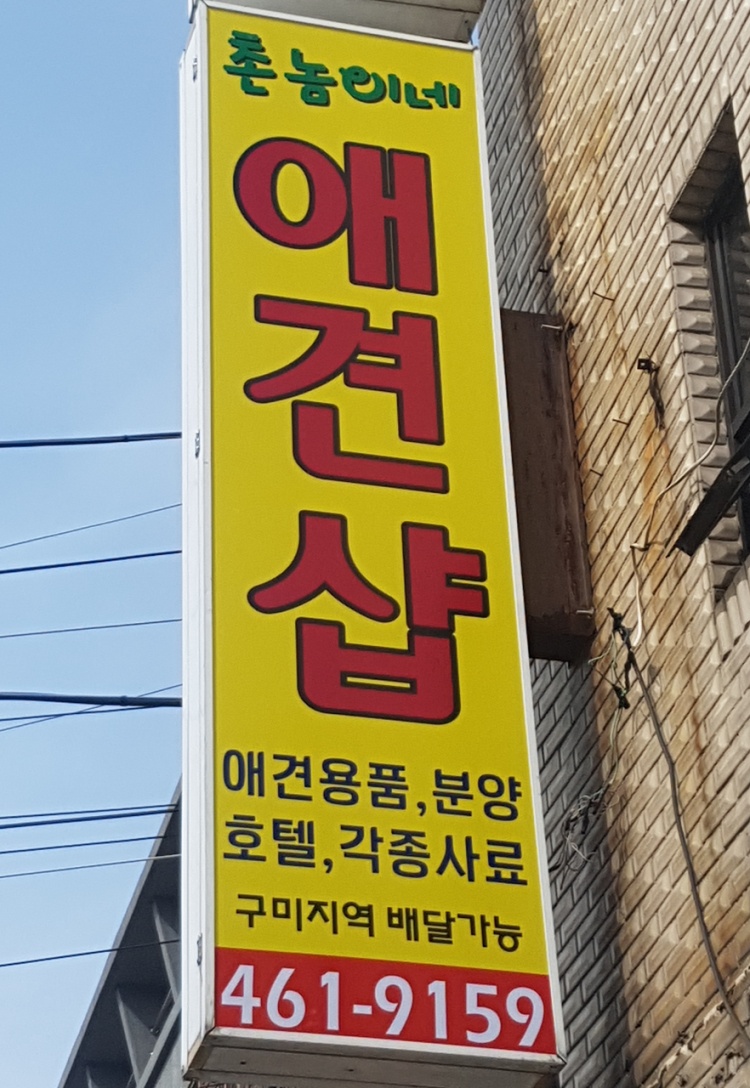 촌놈이네
애견샵
애견용품,분양
호텔,각종사료
구미지역 배달가능
461-9159